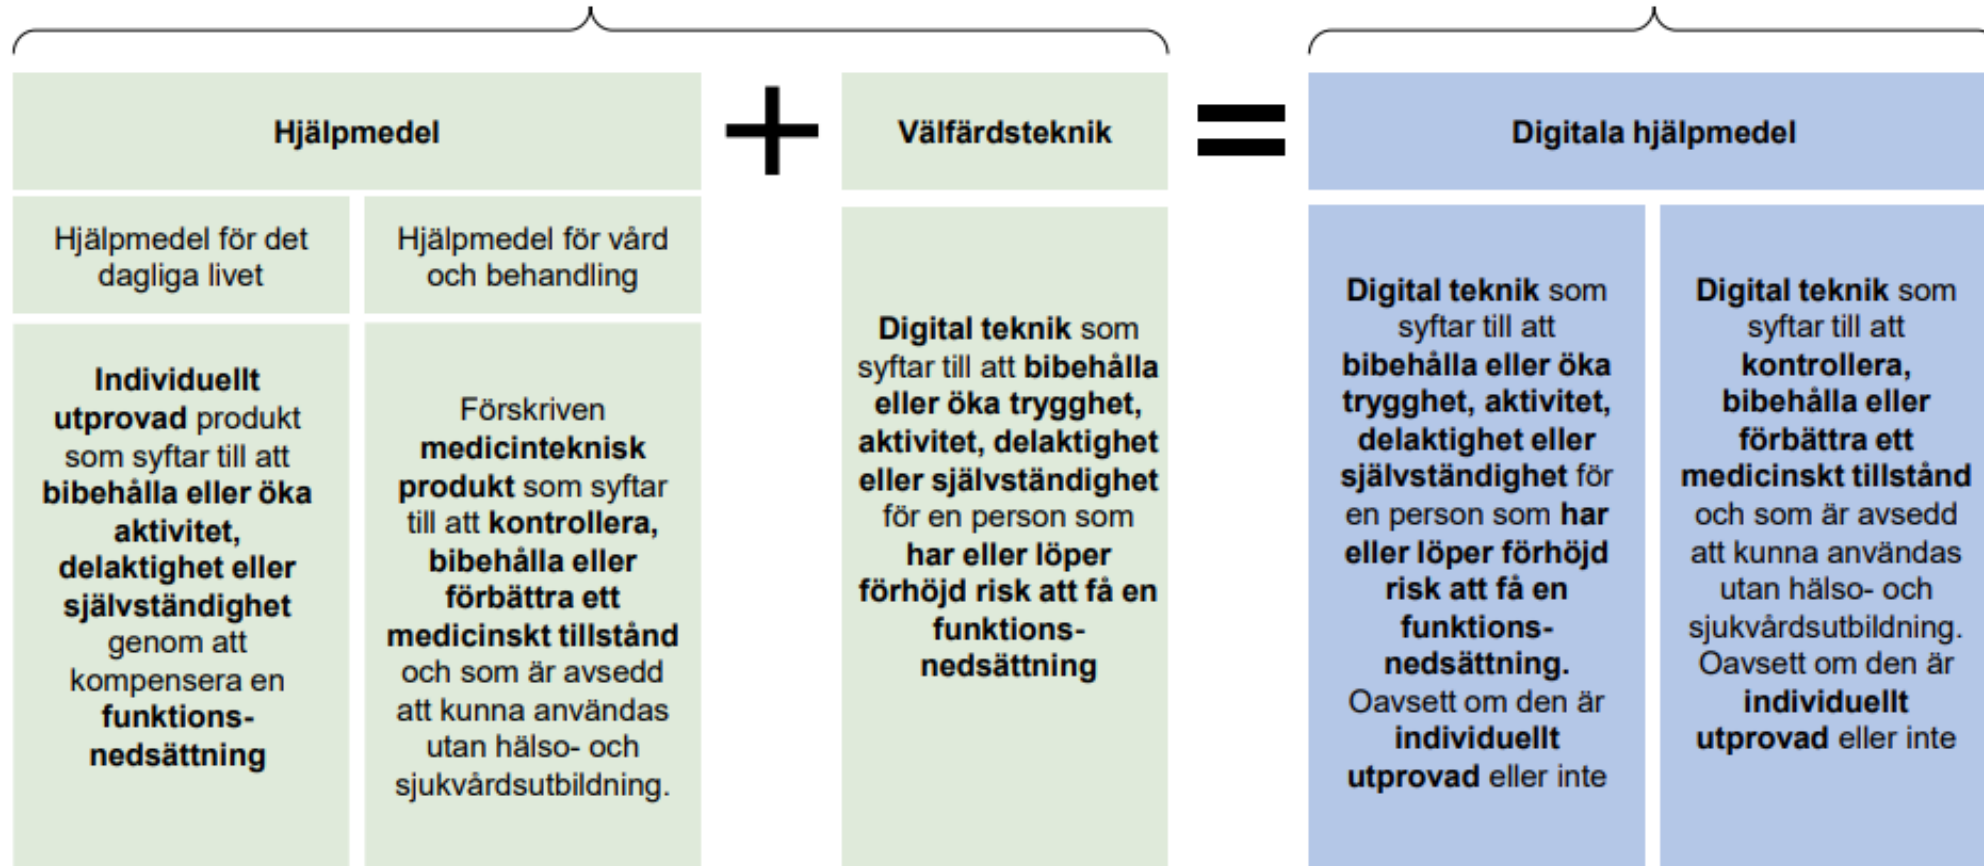 Hjälpmedel
+
Välfärdsteknik
=
Digitala hjälpmedel
Hjälpmedel för det
dagliga livet
Hjälpmedel för vård
och behandling
Individuellt
utprovad produkt
som syftar till att
bibehålla eller öka
aktivitet,
delaktighet eller
självständighet
genom att
kompensera en
funktions-
nedsättning
Förskriven
medicinteknisk
produkt som syftar
till att kontrollera,
bibehålla eller
förbättra ett
medicinskt tillstånd
och som är avsedd
att kunna användas
utan hälso- och
sjukvårdsutbildning.
Digital teknik som
syftar till att bibehålla
eller öka trygghet,
aktivitet, delaktighet
eller självständighet
för en person som
har eller löper
förhöjd risk att få en
funktions-
nedsättning
Digital teknik som
syftar till att
bibehålla eller öka
trygghet, aktivitet,
delaktighet eller
självständighet för
en person som har
eller löper förhöjd
risk att få en
funktions-
nedsättning.
Oavsett om den är
individuellt
utprovad eller inte
Digital teknik som
syftar till att
kontrollera,
bibehålla eller
förbättra ett
medicinskt tillstånd
och som är avsedd
att kunna användas
utan hälso- och
sjukvårdsutbildning.
Oavsett om den är
individuellt
utprovad eller inte